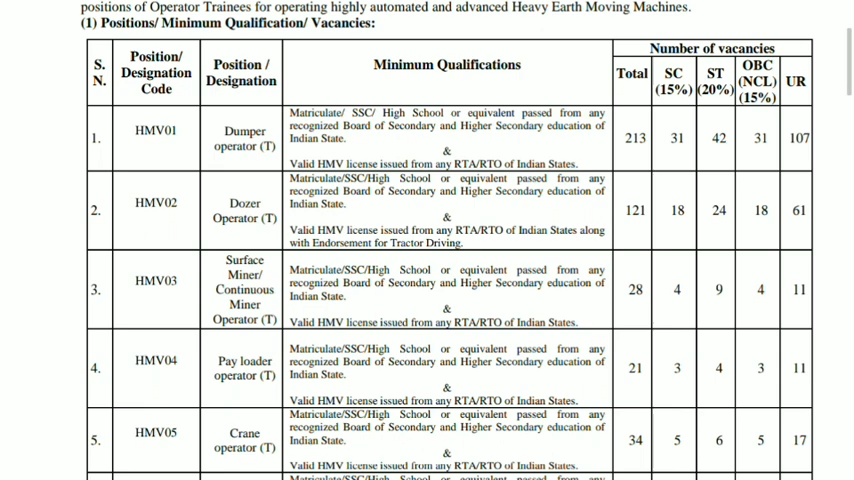 positions of Operator Trainees for operating highly automated and advanced Heavy Earth Moving Machines.
(1) Positions/ Minimum Qualification/ Vacancies:
S. N. Position/ Designation Code Position / Designation Minimum Qualifications Number of vacancies
Total SC (15%) ST (20%) OBC (NCL) (15%) UR
1. HMV01 Dumper operator (T)
Matriculate/ SSC/ High School or equivalent passed from any
recognized Board of Secondary and Higher Secondary education of
Indian State.
&
Valid HMV license issued from any RTA/RTO of Indian States.
213 31 42 31 107
2. HMV02 Dozer Operator (T)
Matriculate/SSC/High School or equivalent passed from any
recognized Board of Secondary and Higher Secondary education of
Indian State.
&
Valid HMV license issued from any RTA/RTO of Indian States along
with Endorsement for Tractor Driving.
121 18 24 18 61
3. HMV03 Surface Miner/ Continuous Miner Operator (T)
Matriculate/SSC/High School or equivalent passed from any
recognized Board of Secondary and Higher Secondary education of
Indian State.
&
Valid HMV license issued from any RTA/RTO of Indian States.
28 4 9 4 11
4. HMV04 Pay loader operator (T)
Matriculate/SSC/High School or equivalent passed from any
recognized Board of Secondary and Higher Secondary education of
Indian State.
&
Valid HMV license issued from any RTA/RTO of Indian States.
21 3 4 3 11
5. HMV05 Crane operator (T)
Matriculate/SSC/High School or equivalent passed from any
recognized Board of Secondary and Higher Secondary education of
Indian State.
&
Valid HMV license issued from any RTA/RTO of Indian States.
34 5 6 5 17